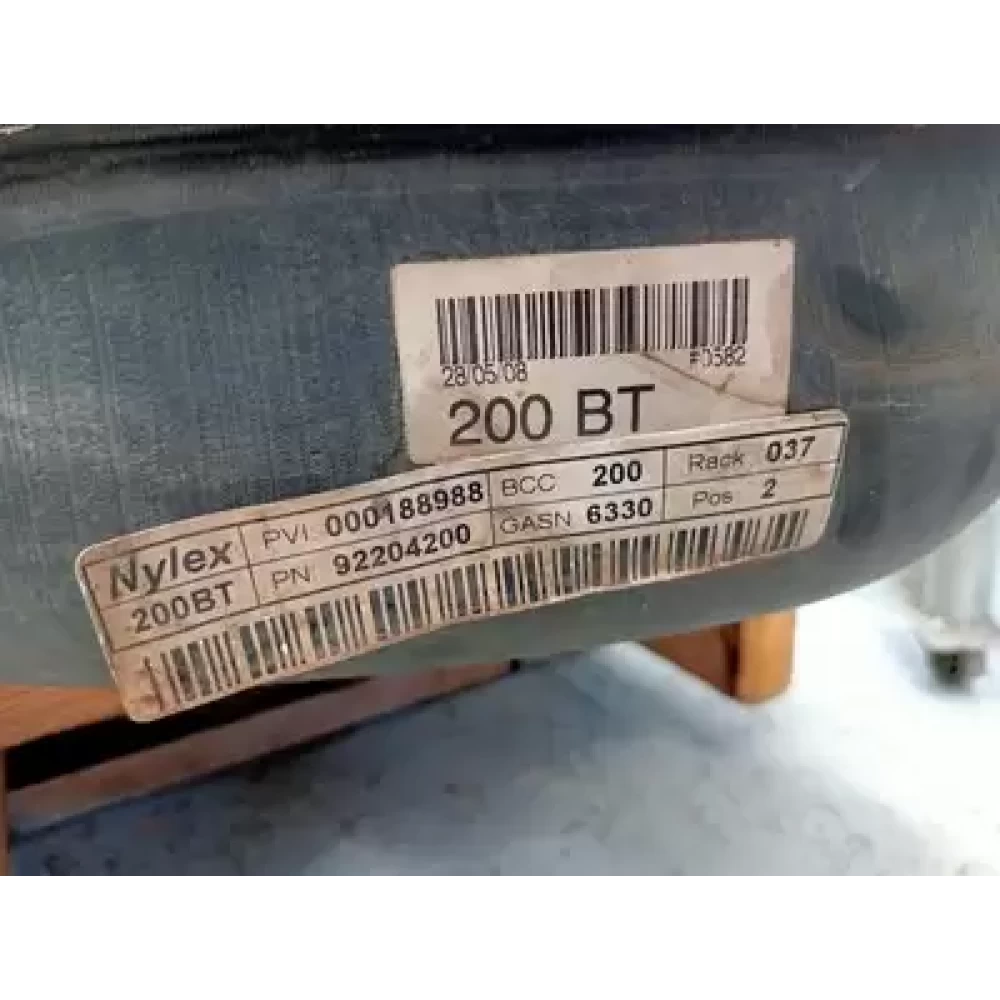 28/05/08 #0582
200 BT
Nylex PVI 000188988 BCC 200 Rack 037
200BT PN 92204200 GASN 6330 Pos 2